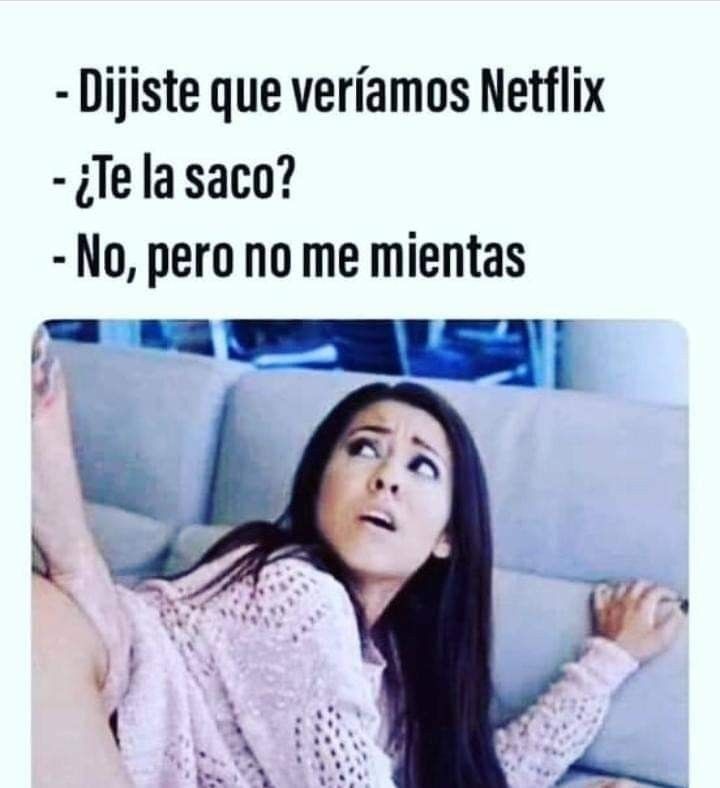 - Dijiste que veríamos Netflix
- ¿Te la saco?
- No, pero no me mientas